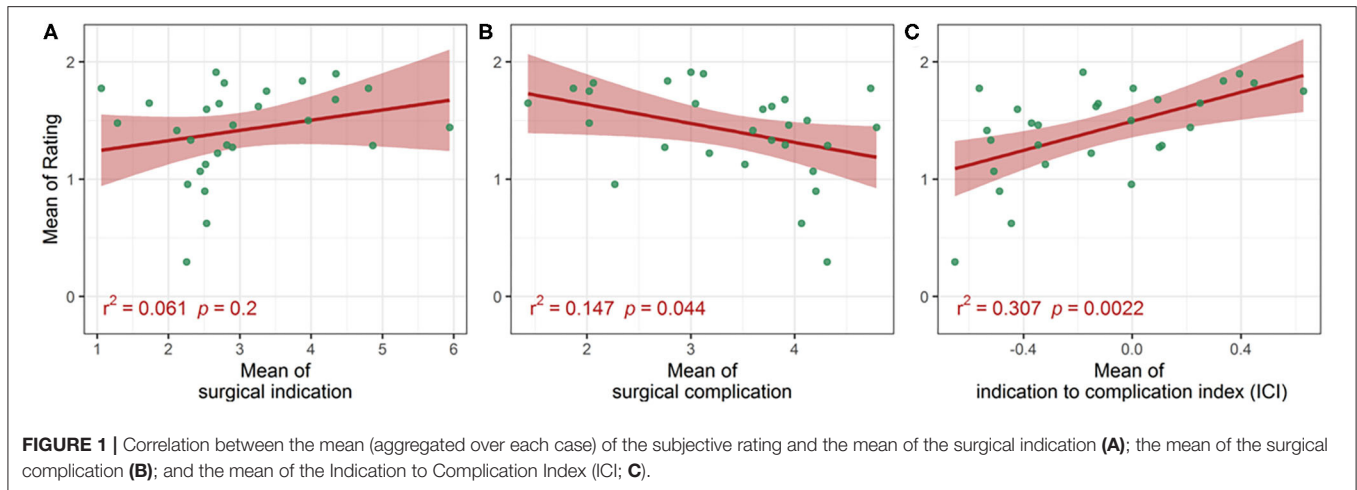 A
B
C
Mean of Rating
2
1
0
r² = 0.061 p = 0.2
1 2 3 4 5 6
Mean of
surgical indication
2
1
0
r² = 0.147 p = 0.044
2 4
Mean of
surgical complication
2
1
0
r² = 0.307 p = 0.0022
-0.4 0.0 0.4
Mean of
indication to complication index (ICI)
FIGURE 1 | Correlation between the mean (aggregated over each case) of the subjective rating and the mean of the surgical indication (A); the mean of the surgical
complication (B); and the mean of the Indication to Complication Index (ICI; C).